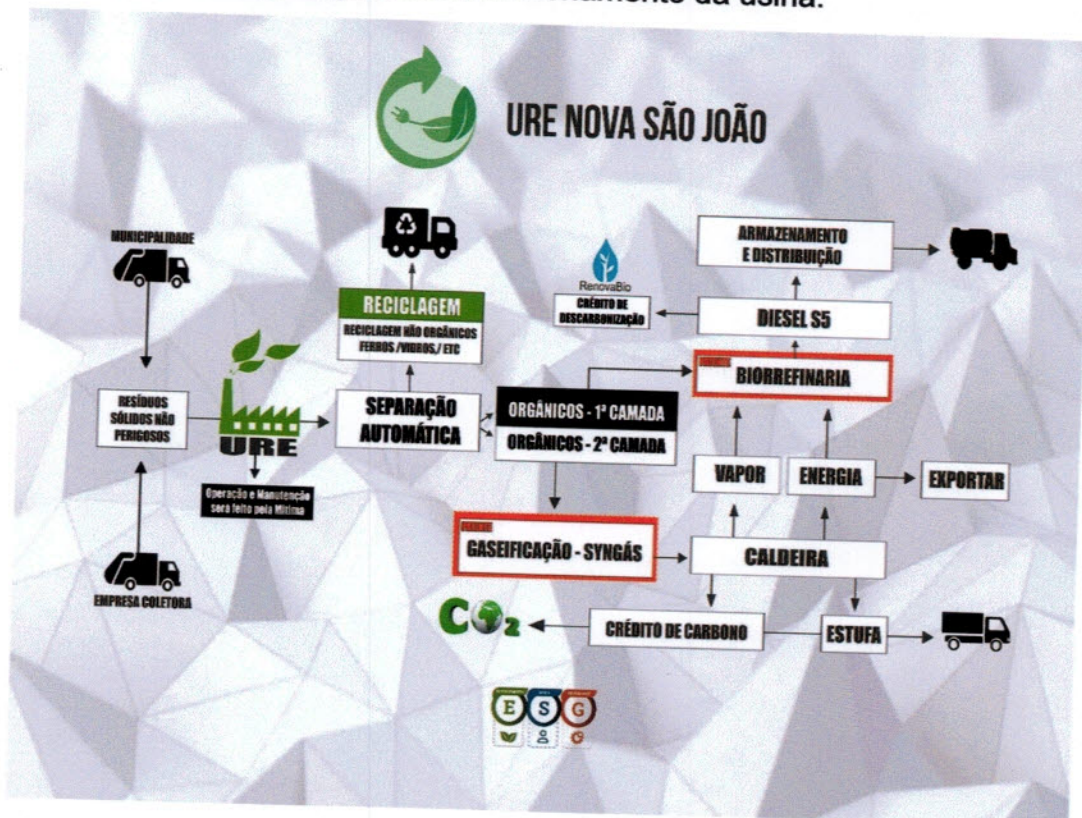 da usina.
URE NOVA SÃO JOÃO
MUNICIPALIDADE
RESÍDUOS
SÓLIDOS NÃO
PERIGOSOS
EMPRESA COLETORA
URE
Operação e Manutenção
será feito pela Mitima
RECICLAGEM
RECICLAGEM NÃO ORGÂNICOS
FERROS /VIDROS,/ ETC
SEPARAÇÃO
AUTOMÁTICA
ORGÂNICOS - 1ª CAMADA
ORGÂNICOS - 2ª CAMADA
RenovaBio
CRÉDITO DE
DESCARBONIZAÇÃO
ARMAZENAMENTO
E DISTRIBUIÇÃO
DIESEL S5
BIORREFINARIA
VAPOR
ENERGIA
EXPORTAR
GASEIFICAÇÃO - SYNGÁS
CALDEIRA
CO2
CRÉDITO DE CARBONO
ESTUFA
E S G